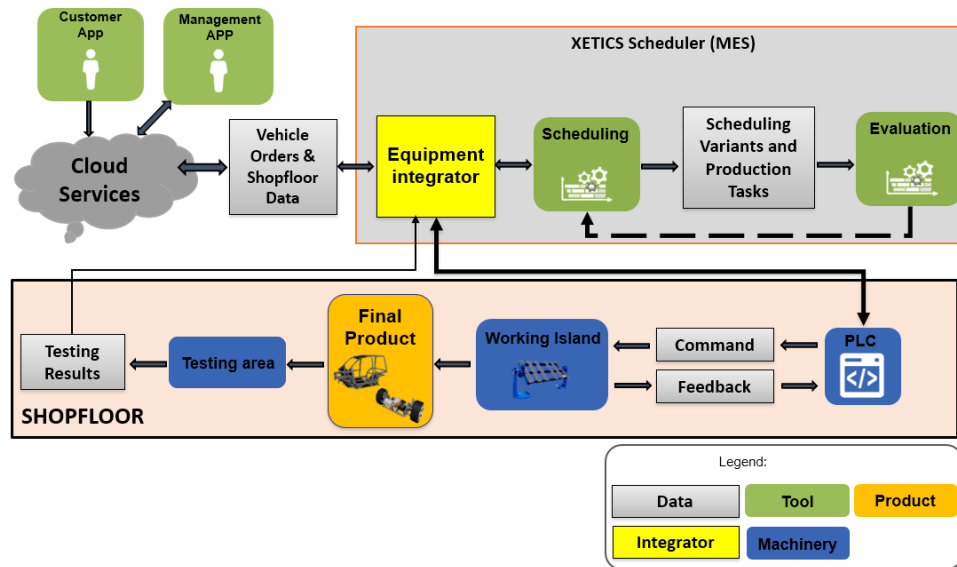 Customer
App
Management
APP
XETICS Scheduler (MES)
Cloud
Services
Vehicle
Orders &
Shopfloor
Data
Equipment
integrator
Scheduling
Scheduling
Variants and
Production
Tasks
Evaluation
Testing
Results
Testing area
Final
Product
Working Island
Command
Feedback
PLC
</>
SHOPFLOOR
Legend:
Data
Tool
Product
Integrator
Machinery